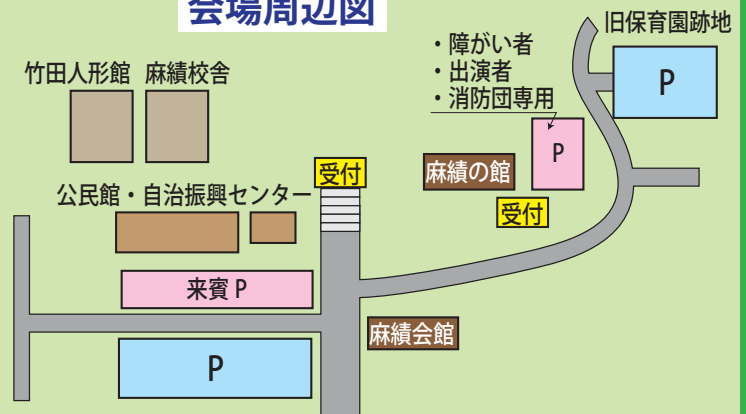 会場周辺図
旧保育園跡地
P
・障がい者
・出演者
・消防団専用
P
竹田人形館 麻績校舎
麻績の館
受付
受付
公民館・自治振興センター
来賓 P
麻績会館
P